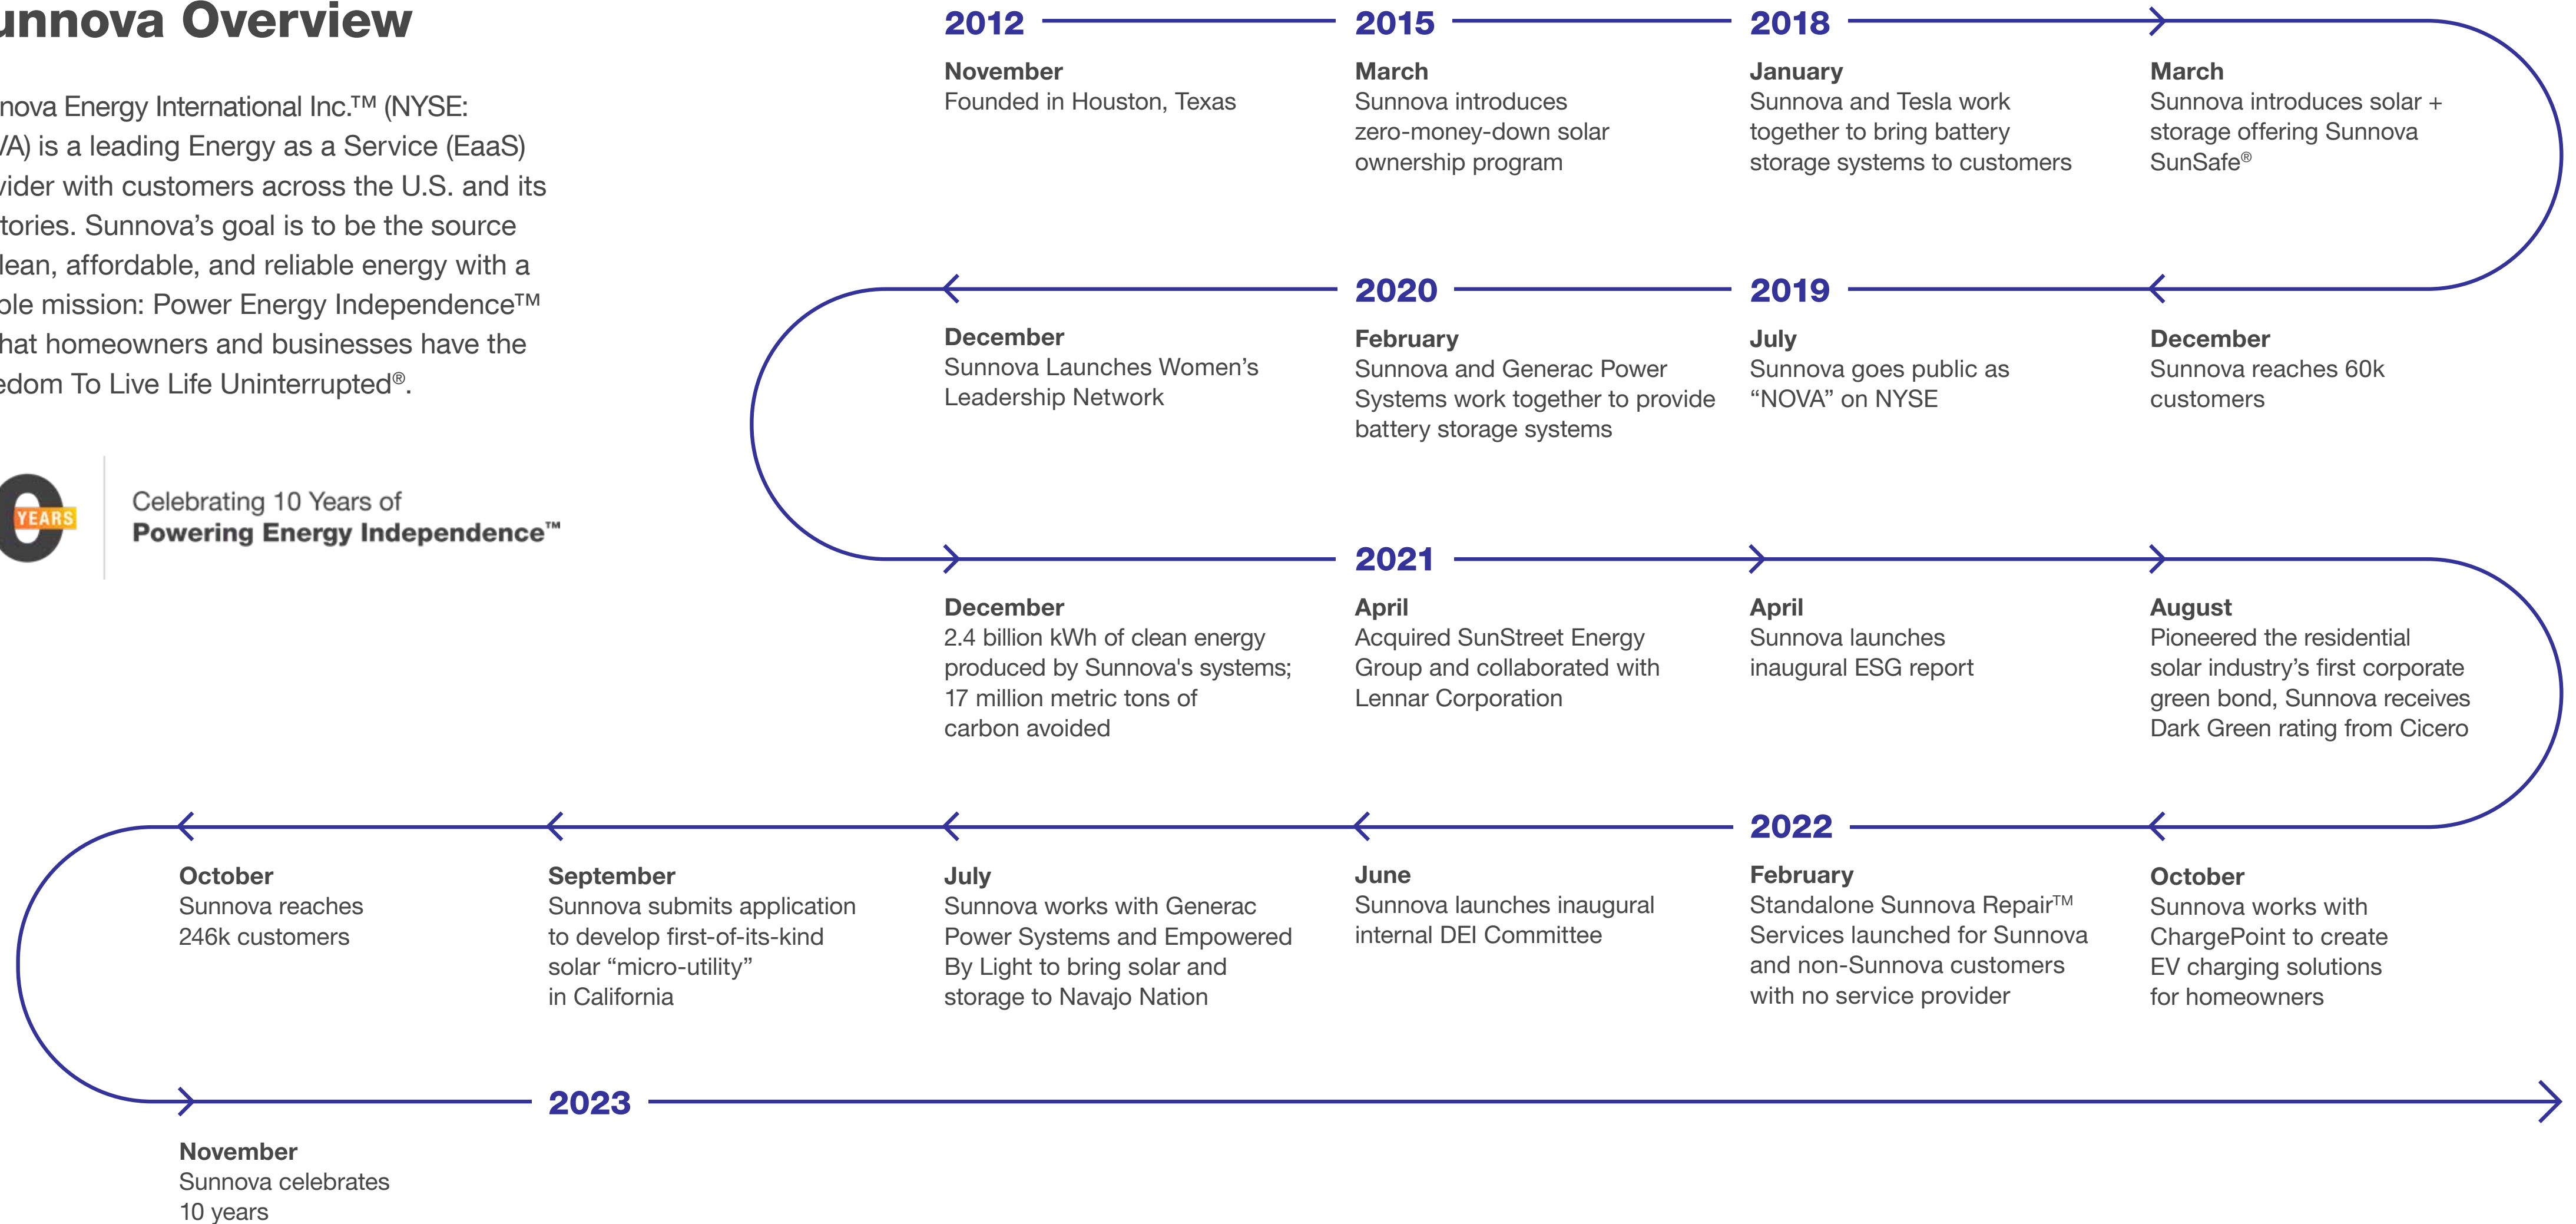 unnova Overview
nova Energy International Inc.™ (NYSE:
VA) is a leading Energy as a Service (EaaS)
vider with customers across the U.S. and its
tories. Sunnova’s goal is to be the source
lean, affordable, and reliable energy with a
ple mission: Power Energy Independence™
hat homeowners and businesses have the
edom To Live Life Uninterrupted®.
0
YEARS
Celebrating 10 Years of
Powering Energy Independence™
2012
November
Founded in Houston, Texas
2015
March
Sunnova introduces
zero-money-down solar
ownership program
2018
January
Sunnova and Tesla work
together to bring battery
storage systems to customers
March
Sunnova introduces solar +
storage offering Sunnova
SunSafe®
December
Sunnova reaches 60k
customers
2019
July
Sunnova goes public as
“NOVA” on NYSE
2020
February
Sunnova and Generac Power
Systems work together to provide
battery storage systems
December
Sunnova Launches Women’s
Leadership Network
December
2.4 billion kWh of clean energy
produced by Sunnova's systems;
17 million metric tons of
carbon avoided
2021
April
Acquired SunStreet Energy
Group and collaborated with
Lennar Corporation
April
Sunnova launches
inaugural ESG report
August
Pioneered the residential
solar industry’s first corporate
green bond, Sunnova receives
Dark Green rating from Cicero
October
Sunnova works with
ChargePoint to create
EV charging solutions
for homeowners
2022
February
Standalone Sunnova Repair™
Services launched for Sunnova
and non-Sunnova customers
with no service provider
June
Sunnova launches inaugural
internal DEI Committee
July
Sunnova works with Generac
Power Systems and Empowered
By Light to bring solar and
storage to Navajo Nation
September
Sunnova submits application
to develop first-of-its-kind
solar “micro-utility”
in California
October
Sunnova reaches
246k customers
November
Sunnova celebrates
10 years
2023